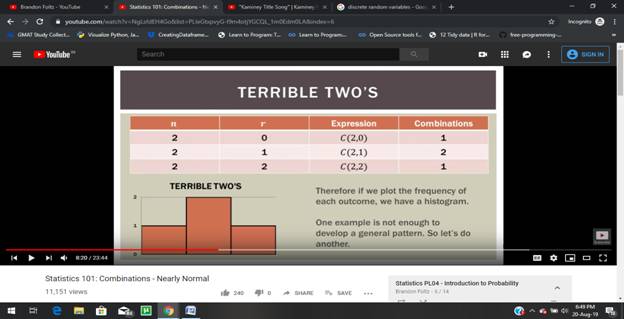 Brandon Foltz - YouTube
Statistics 101: Combinations - N
"Kaminey Title Song" | Kaminey
discrete random variables - Goo
youtube.com/watch?v=NgLsfdEH4Go&list=PLIeGtxpvyG-
Incognito
GMAT Study Collect...
Visualize Python, Ja...
CreatingDataframe...
Learn to Program: T...
Learn to Program:...
Open Source tools f...
12 Tidy data | R for...
free-programming-...
YouTube
Search
SIGN IN
TERRIBLE TWO'S
n r Expression Combinations
2 0 C(2,0) 1
2 1 C(2,1) 2
2 2 C(2,2) 1
TERRIBLE TWO'S
2
1
0
Therefore if we plot the frequency of
each outcome, we have a histogram.
One example is not enough to
develop a general pattern. So let's do
another.
8:20 / 23:44
Statistics 101: Combinations - Nearly Normal
11,151 views
240
0
SHARE
SAVE
Statistics PL04 - Introduction to Probability
Brandon Foltz - 6 / 14
6:49 PM
20-Aug-19